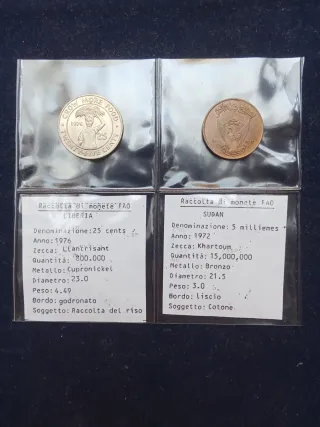 GROW MORE FOOD
1976
TWENTY FIVE CENTS
Raccolta di monete FAO
LIBERIA
Denominazione: 25 cents
Anno: 1976
Zecca: Llantrisant
Quantità: 800.000
Metallo: Cupronickel
Diametro: 23.0
Peso: 4.49
Bordo: godronato
Soggetto: Raccolta del riso
Raccolta di monete FAO
SUDAN
Denominazione: 5 milliemes
Anno: 1972
Zecca: Khartoum
Quantità: 15,000,000
Metallo: Bronzo
Diametro: 21.5
Peso: 3.0
Bordo: liscio
Soggetto: Cotone